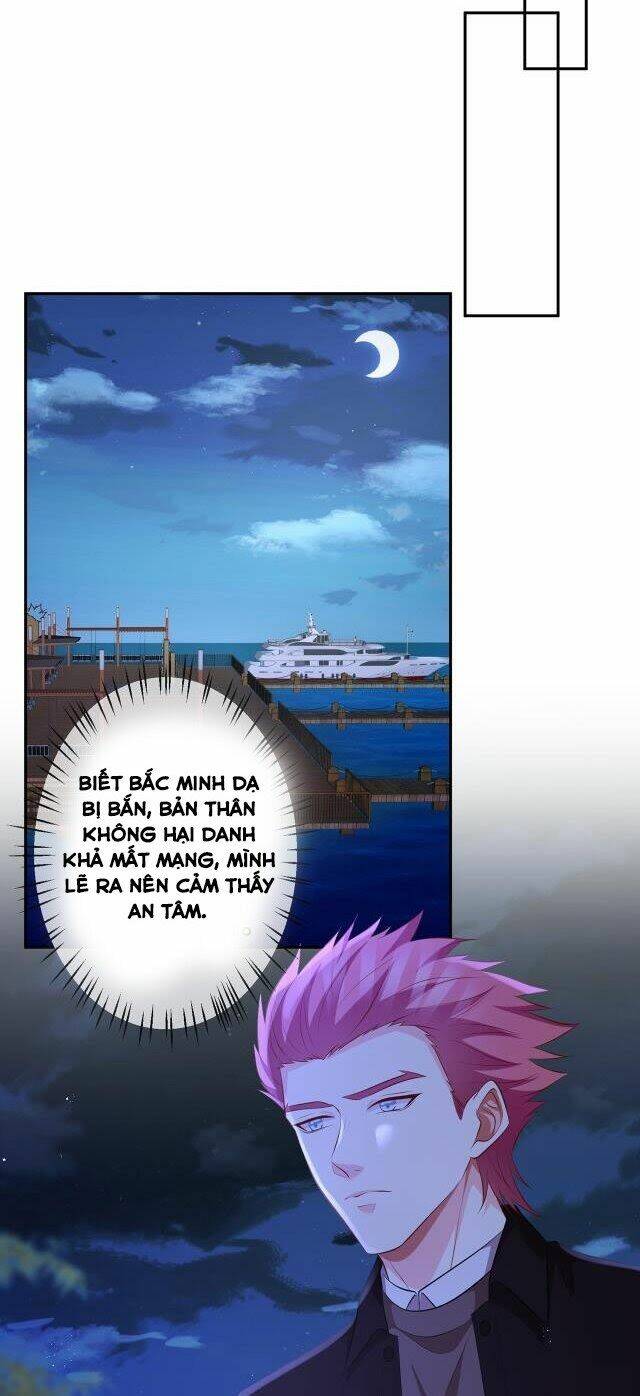 BIẾT BẮC MINH DẠ
BỊ BẮN, BẢN THÂN
KHÔNG HẠI DANH
KHẢ MẤT MẠNG, MÌNH
LẼ RA NÊN CẢM THẤY
AN TÂM.